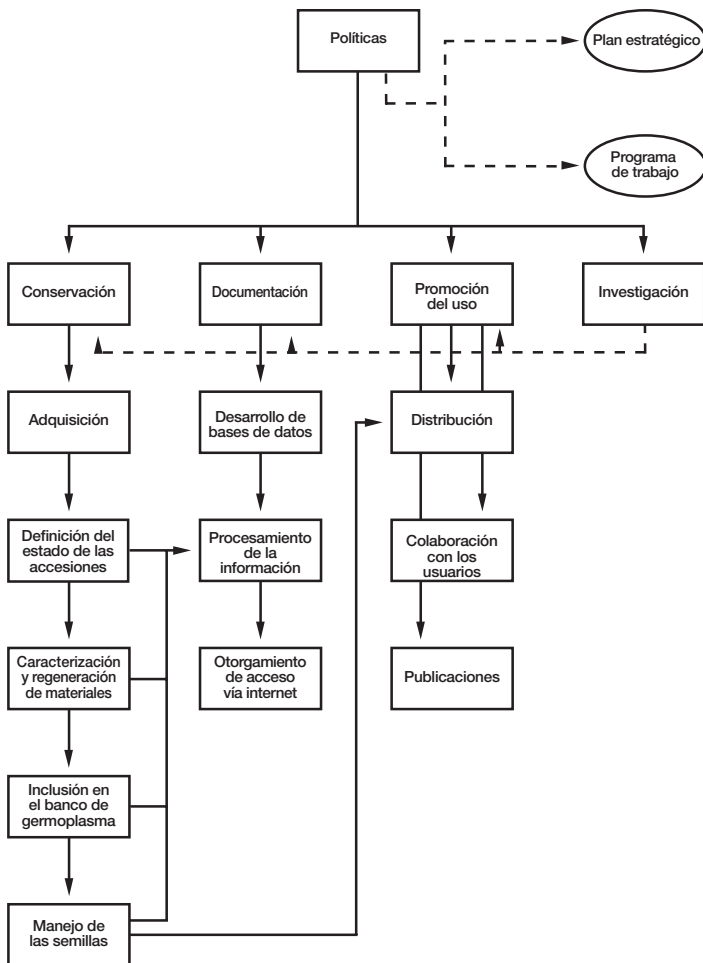 Políticas
Plan estratégico
Programa
de trabajo
Conservación
Documentación
Promoción
del uso
Investigación
Adquisición
Desarrollo de
bases de datos
Distribución
Definición del
estado de las
accesiones
Procesamiento
de la
información
Colaboración
con los
usuarios
Caracterización
y regeneración
de materiales
Otorgamiento
de acceso
vía internet
Publicaciones
Inclusión en
el banco de
germoplasma
Manejo de
las semillas